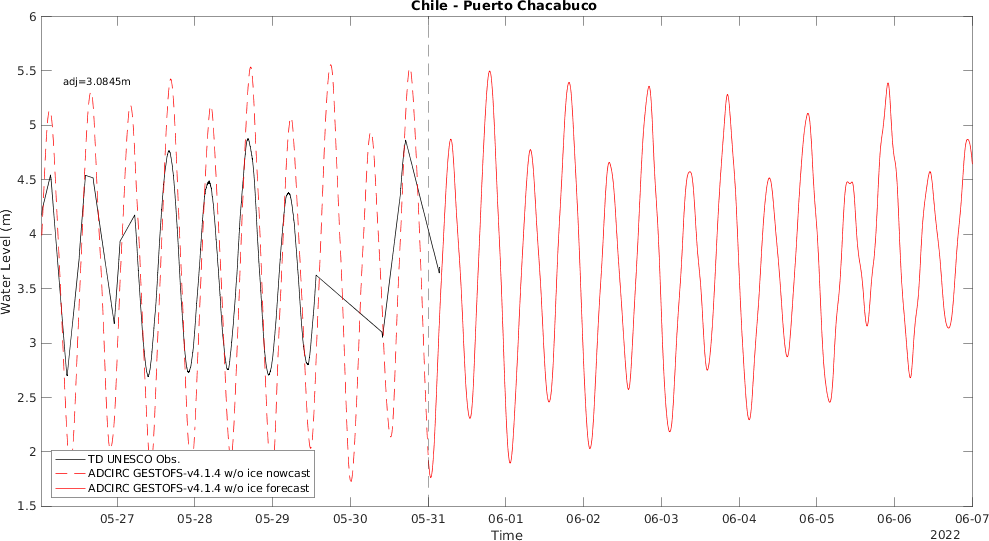 Chile - Puerto Chacabuco
adj=3.0845m
Water Level (m)
6
5.5
5
4.5
4
3.5
3
2.5
2
1.5
TD UNESCO Obs.
ADCIRC GESTOFS-v4.1.4 w/o ice nowcast
ADCIRC GESTOFS-v4.1.4 w/o ice forecast
05-27 05-28 05-29 05-30 05-31 06-01 06-02 06-03 06-04 06-05 06-06 06-07
Time
2022